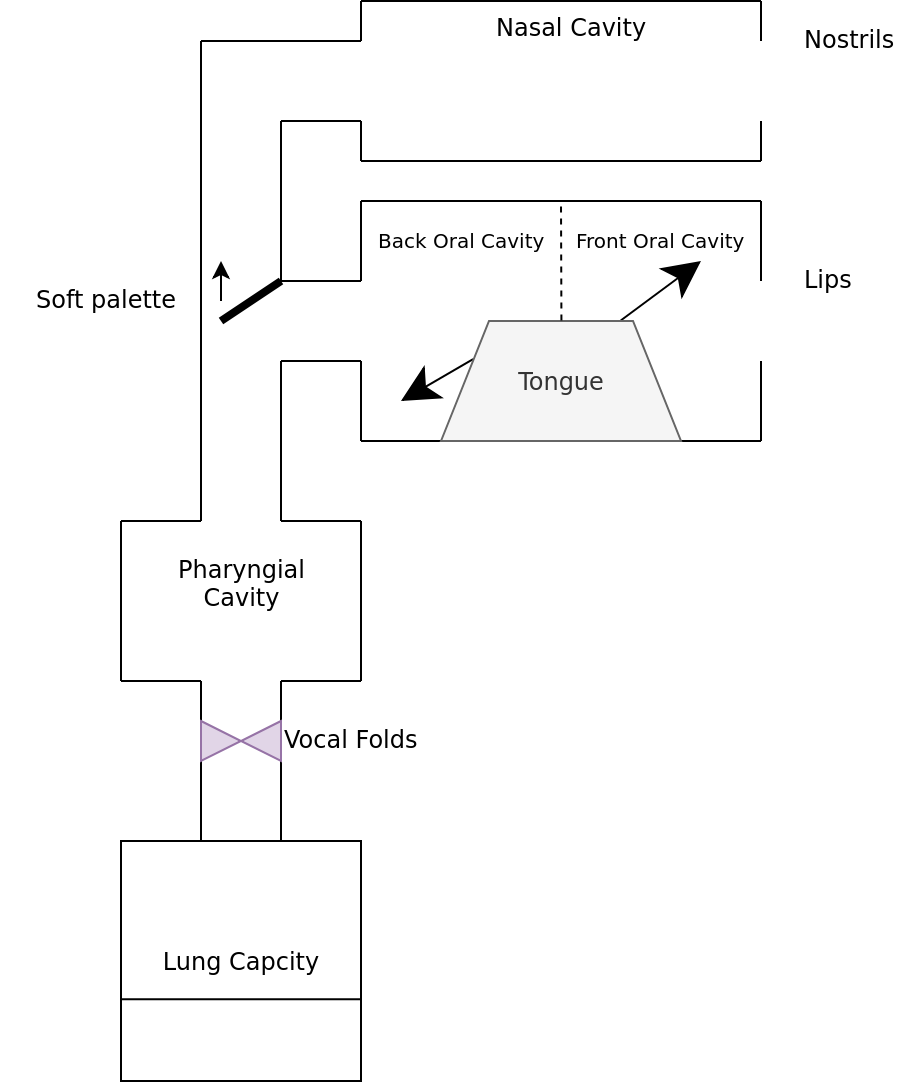 Nasal Cavity
Nostrils
Back Oral Cavity
Front Oral Cavity
Soft palette
Lips
Tongue
Pharyngial
Cavity
Vocal Folds
Lung Capcity